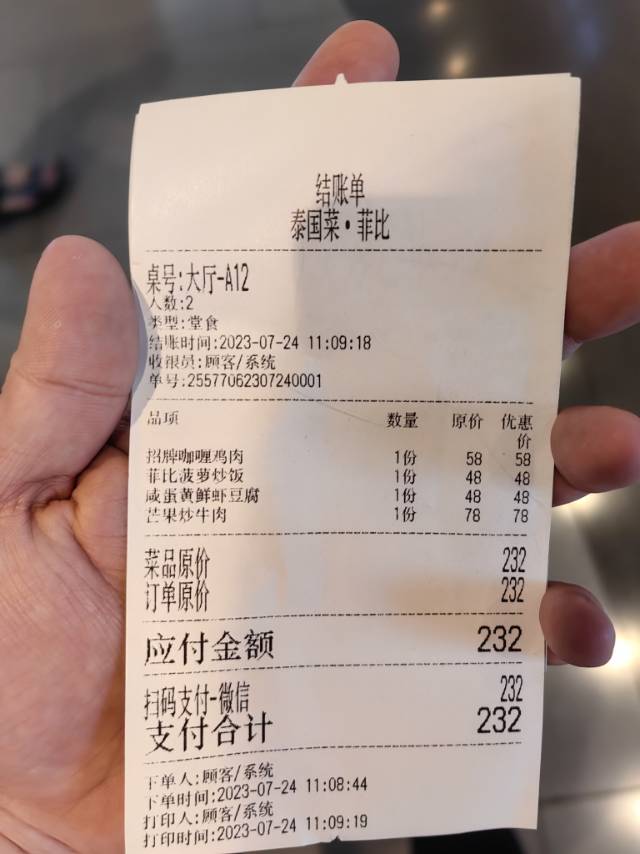 结账单
泰国菜·菲比
桌号:大厅-A12
人数:2
类型:堂食
结账时间:2023-07-24 11:09:18
收银员:顾客/系统
单号:25577062307240001
品项 数量 原价 优惠价
招牌咖喱鸡肉 1份 58 58
菲比菠萝炒饭 1份 48 48
咸蛋黄鲜虾豆腐 1份 48 48
芒果炒牛肉 1份 78 78
菜品原价 232
订单原价 232
应付金额 232
扫码支付-微信 232
支付合计 232
下单人:顾客/系统
下单时间:2023-07-24 11:08:44
打印人:顾客/系统
打印时间:2023-07-24 11:09:19